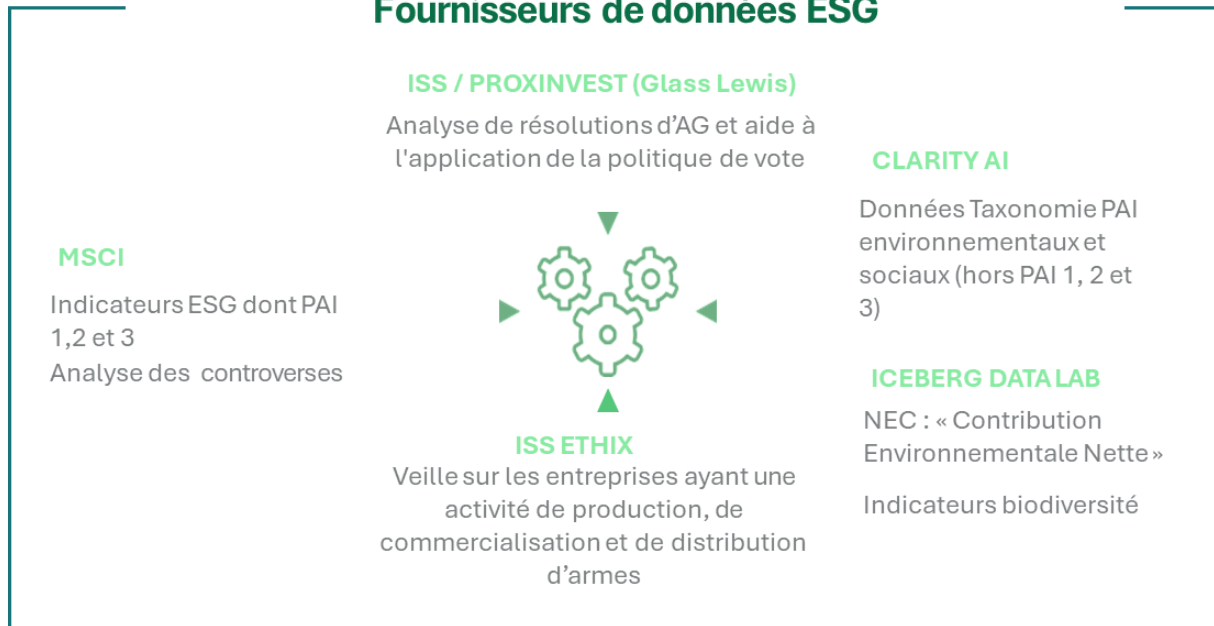 Fournisseurs de données ESG
ISS / PROXINVEST (Glass Lewis)
Analyse de résolutions d’AG et aide à
l'application de la politique de vote
MSCI
Indicateurs ESG dont PAI
1,2 et 3
Analyse des controverses
CLARITY AI
Données Taxonomie PAI
environnementaux et
sociaux (hors PAI 1, 2 et
3)
ICEBERG DATA LAB
NEC : « Contribution
Environnementale Nette »
Indicateurs biodiversité
ISS ETHIX
Veille sur les entreprises ayant une
activité de production, de
commercialisation et de distribution
d’armes